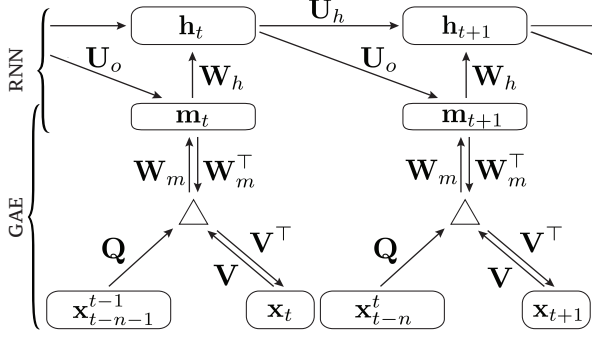 RNN
h_t
U_h
h_{t+1}
U_o
U_o
W_h
W_h
m_t
m_{t+1}
GAE
W_m
W_m^⊤
W_m
W_m^⊤
Q
V^⊤
V
Q
V^⊤
V
x_{t-n-1}^{t-1}
x_t
x_{t-n}^t
x_{t+1}